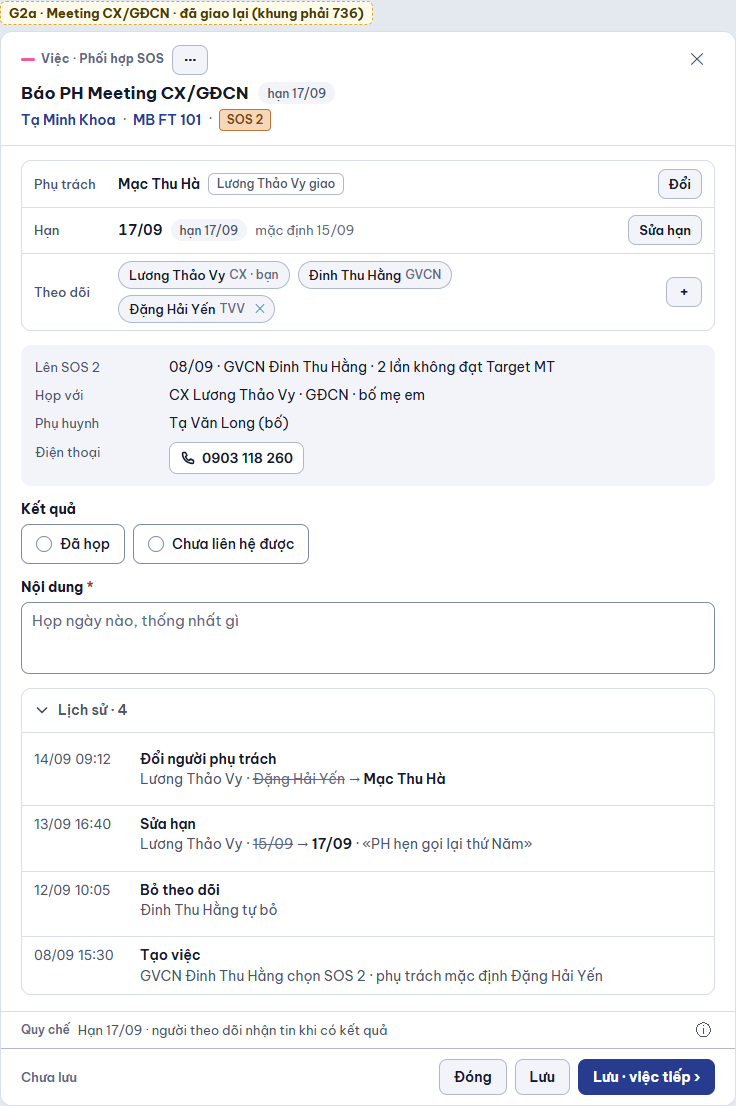 G2a · Meeting CX/GĐCN · đã giao lại (khung phải 736)
Việc · Phối hợp SOS ···
Báo PH Meeting CX/GĐCN hạn 17/09
Tạ Minh Khoa · MB FT 101 · SOS 2
Phụ trách Mạc Thu Hà Lương Thảo Vy giao Đổi
Hạn 17/09 hạn 17/09 mặc định 15/09 Sửa hạn
Theo dõi Lương Thảo Vy CX · bạn Đinh Thu Hằng GVCN
Đặng Hải Yến TVV × +
Lên SOS 2 08/09 · GVCN Đinh Thu Hằng · 2 lần không đạt Target MT
Họp với CX Lương Thảo Vy · GĐCN · bố mẹ em
Phụ huynh Tạ Văn Long (bố)
Điện thoại 0903 118 260
Kết quả
Đã họp Chưa liên hệ được
Nội dung *
Họp ngày nào, thống nhất gì
Lịch sử · 4
14/09 09:12 Đổi người phụ trách
Lương Thảo Vy · Đặng Hải Yến → Mạc Thu Hà
13/09 16:40 Sửa hạn
Lương Thảo Vy · 15/09 → 17/09 · «PH hẹn gọi lại thứ Năm»
12/09 10:05 Bỏ theo dõi
Đinh Thu Hằng tự bỏ
08/09 15:30 Tạo việc
GVCN Đinh Thu Hằng chọn SOS 2 · phụ trách mặc định Đặng Hải Yến
Quy chế Hạn 17/09 · người theo dõi nhận tin khi có kết quả
Chưa lưu Đóng Lưu Lưu · việc tiếp ›